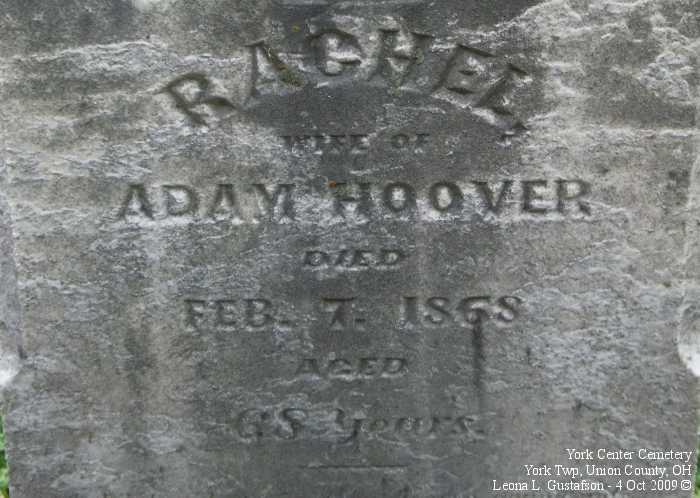 RACHEL,
WIFE OF
ADAM HOOVER
DIED
FEB. 7. 1868
AGED
68 Years.
York Center Cemetery
York Twp, Union County, OH
Leona L. Gustafson - 4 Oct 2009 ©